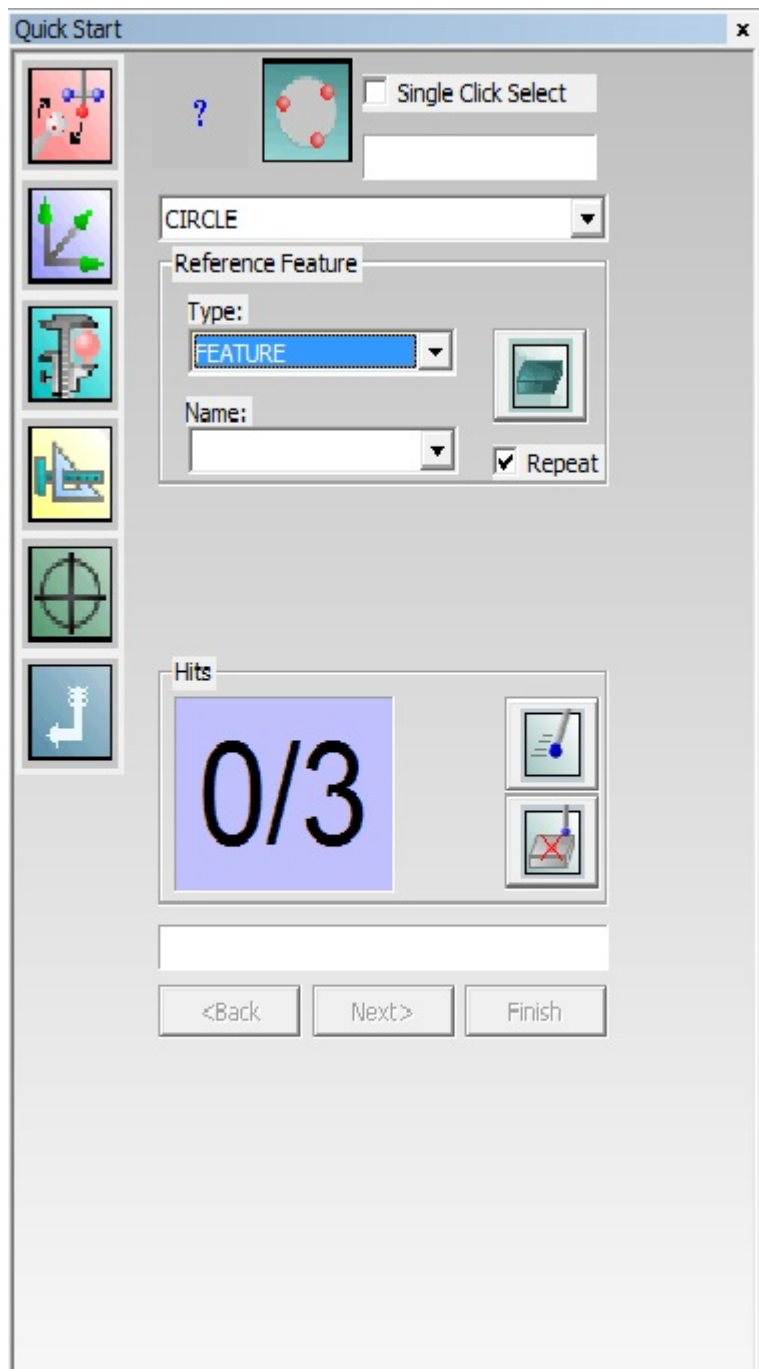 Quick Start
x
?
Single Click Select
CIRCLE
Reference Feature
Type:
FEATURE
Name:
Repeat
Hits
0/3
<Back
Next>
Finish